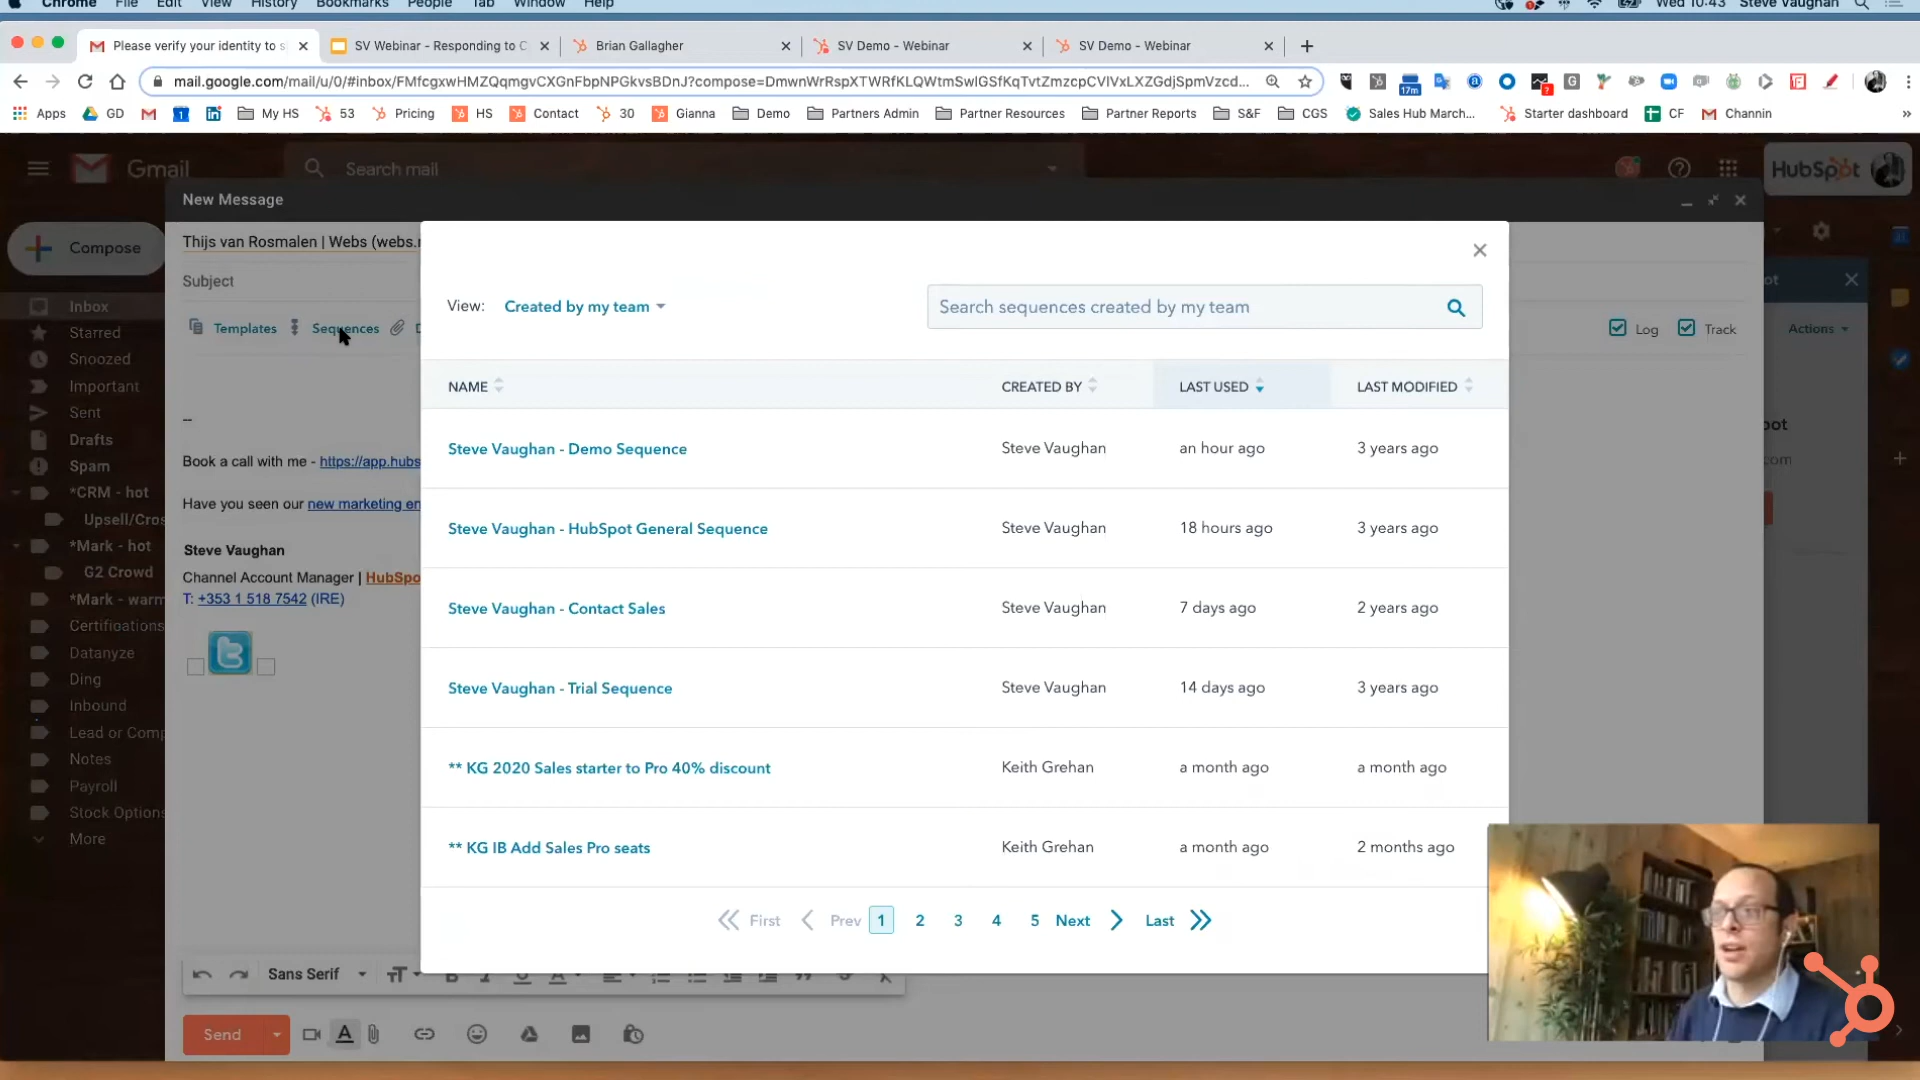 Chrome File Edit View History Bookmarks People Tab Window Help Wed 10:43 Steve Vaughan
Please verify your identity to s
SV Webinar - Responding to C
Brian Gallagher
SV Demo - Webinar
SV Demo - Webinar
mail.google.com/mail/u/0/#inbox/FMfcgxwHMZQqmgvCXGnFbpNPGkvsBDnJ?compose=DmwnWrRspXTWRfKLQWtmSwlGSfKqTvtZmzcpCVlVxLXZGdjSpmVzcd...
17m
Apps GD My HS 53 Pricing HS Contact 30 Gianna Demo Partners Admin Partner Resources Partner Reports S&F CGS Sales Hub March... Starter dashboard CF Channin
Gmail
Search mail
HubSpot
New Message
Compose
Thijs van Rosmalen | Webs (webs.
Subject
Templates Sequences
Log Track
Actions
Inbox
Starred
Snoozed
Important
Sent
Drafts
Spam
*CRM - hot
Upsell/Cros
*Mark - hot
G2 Crowd
*Mark - warm
Certifioations
Datanyze
Ding
Inbound
Lead or Comp
Notes
Payroll
Stock Options
More
--
Book a call with me - https://app.hubs
Have you seen our new marketing en
Steve Vaughan
Channel Account Manager | HubSpo
T: +353 1 518 7542 (IRE)
View: Created by my team
Search sequences created by my team
NAME CREATED BY LAST USED LAST MODIFIED
Steve Vaughan - Demo Sequence Steve Vaughan an hour ago 3 years ago
Steve Vaughan - HubSpot General Sequence Steve Vaughan 18 hours ago 3 years ago
Steve Vaughan - Contact Sales Steve Vaughan 7 days ago 2 years ago
Steve Vaughan - Trial Sequence Steve Vaughan 14 days ago 3 years ago
** KG 2020 Sales starter to Pro 40% discount Keith Grehan a month ago a month ago
** KG IB Add Sales Pro seats Keith Grehan a month ago 2 months ago
First Prev 1 2 3 4 5 Next Last
Sans Serif
Send